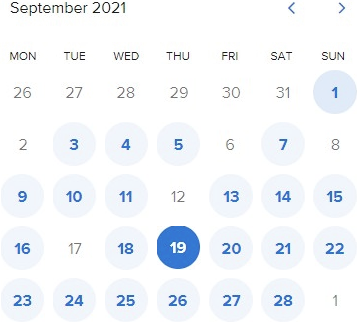 September 2021
MON TUE WED THU FRI SAT SUN
26 27 28 29 30 31 1
2 3 4 5 6 7 8
9 10 11 12 13 14 15
16 17 18 19 20 21 22
23 24 25 26 27 28 1